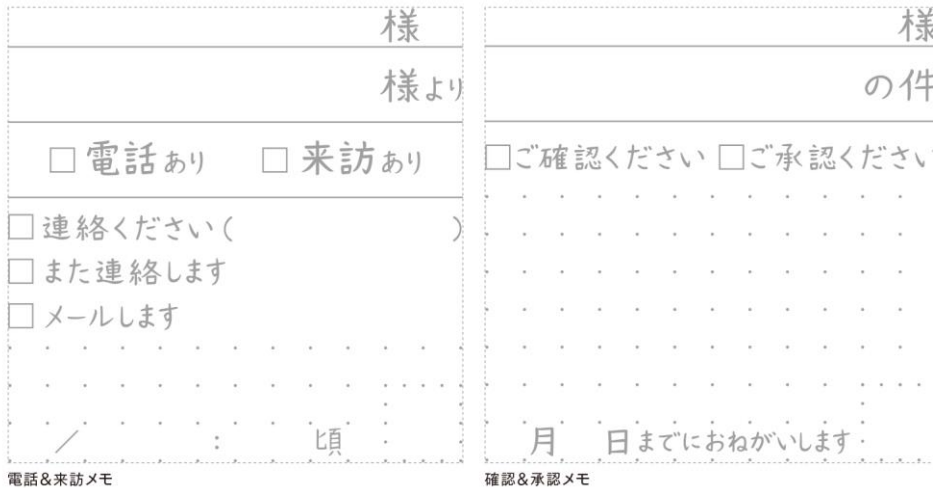 様
様より
□電話あり □来訪あり
□連絡ください( )
□また連絡します
□メールします
／ : 頃
電話&来訪メモ
様
の件
□ご確認ください □ご承認ください
月 日までにおねがいします
確認&承認メモ